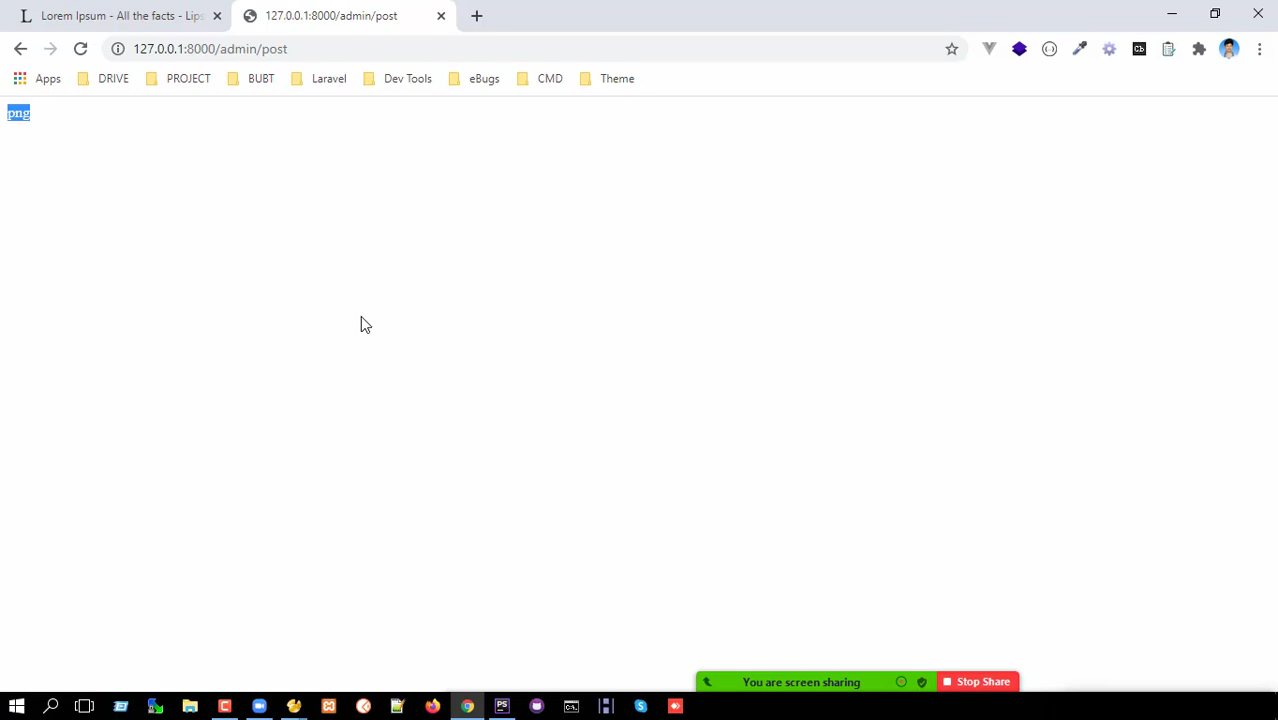 Lorem Ipsum - All the facts - Lips
127.0.0.1:8000/admin/post
127.0.0.1:8000/admin/post
Apps DRIVE PROJECT BUBT Laravel Dev Tools eBugs CMD Theme
png
You are screen sharing Stop Share